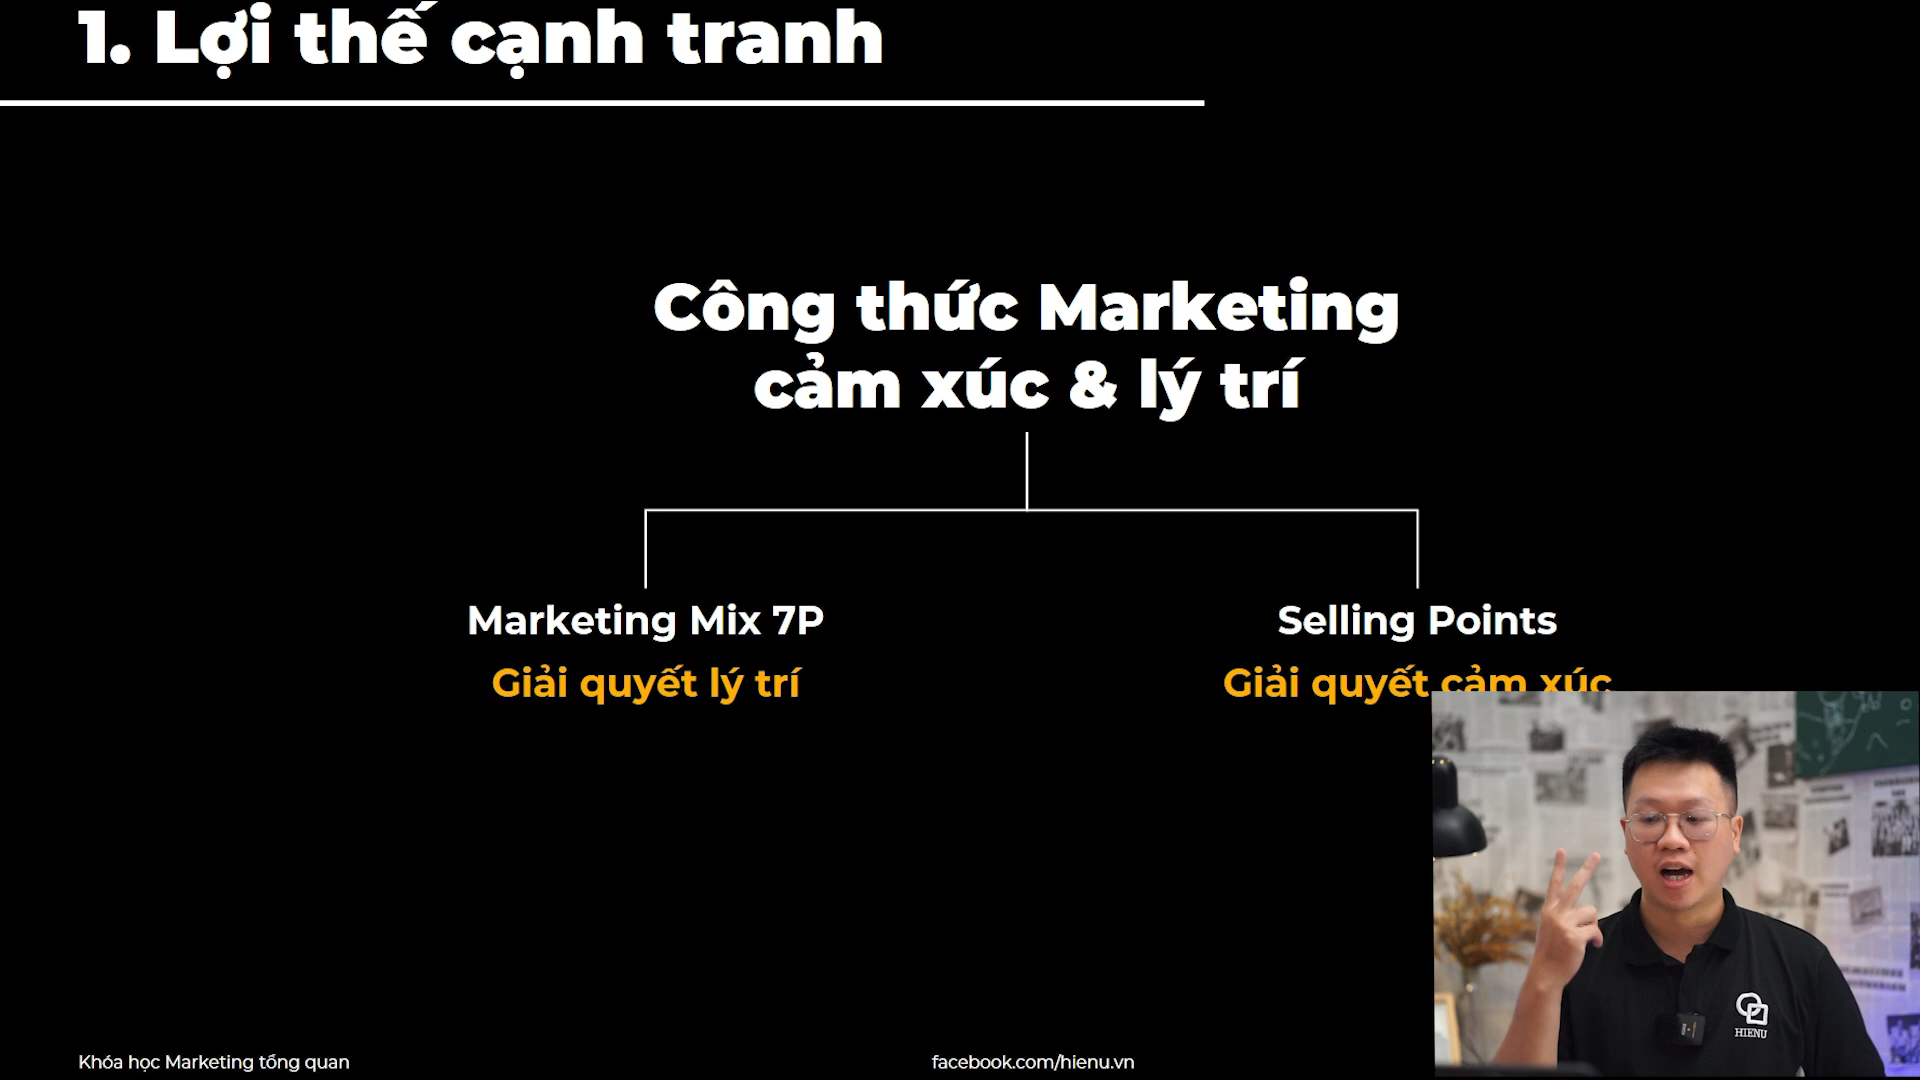 1. Lợi thế cạnh tranh
Công thức Marketing
cảm xúc & lý trí
Marketing Mix 7P
Selling Points
Giải quyết lý trí
Giải quyết cảm xúc
HIENU
Khóa học Marketing tổng quan
facebook.com/hienu.vn